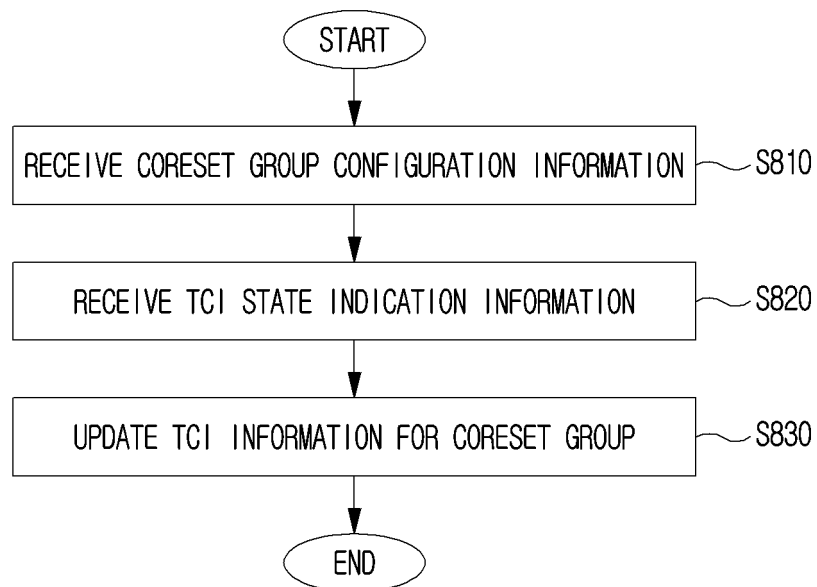 START
RECEIVE CORESET GROUP CONFIGURATION INFORMATION
S810
RECEIVE TCI STATE INDICATION INFORMATION
S820
UPDATE TCI INFORMATION FOR CORESET GROUP
S830
END